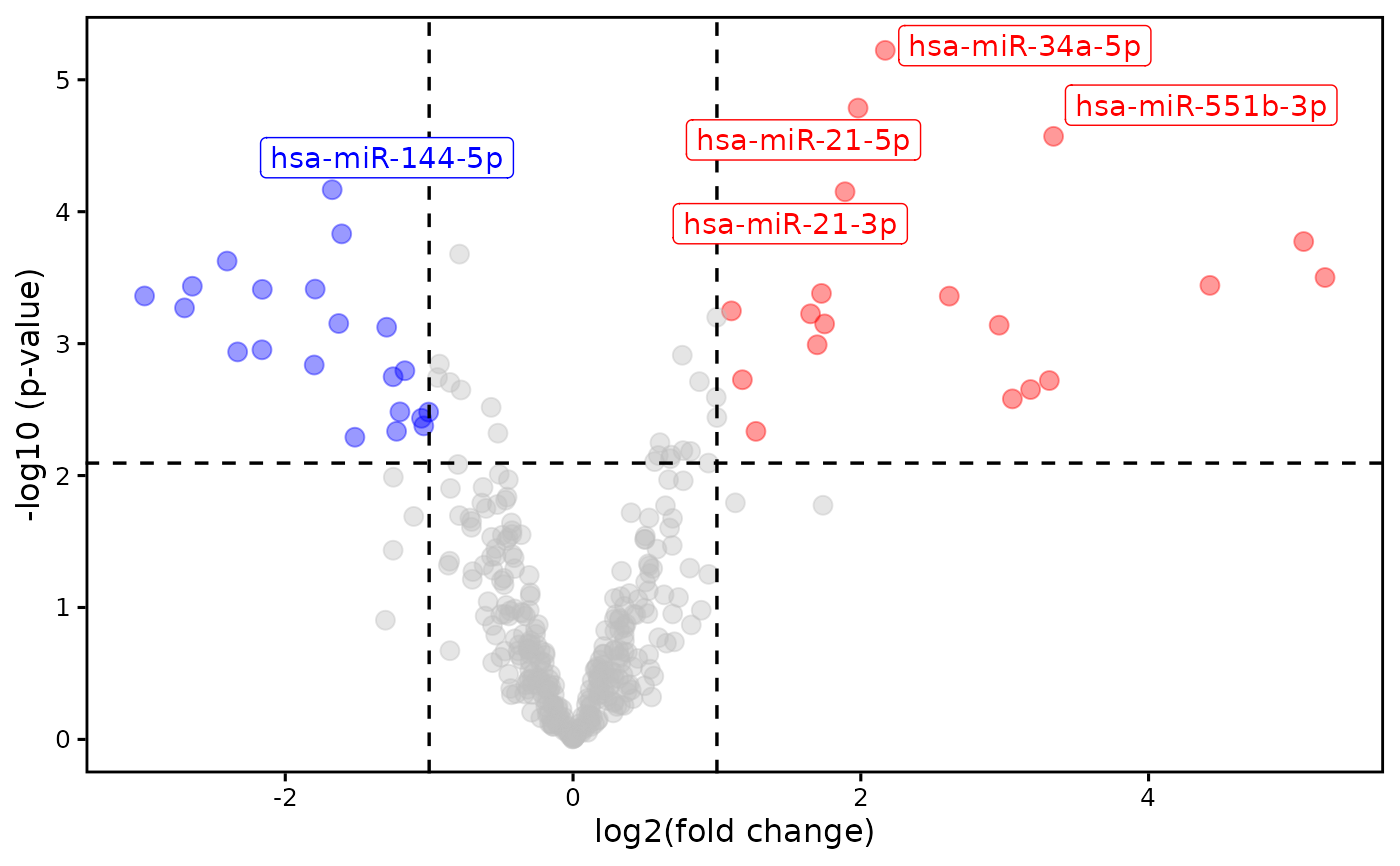 hsa-miR-34a-5p
hsa-miR-551b-3p
hsa-miR-21-5p
hsa-miR-144-5p
hsa-miR-21-3p
5
4
3
2
1
0
-log10 (p-value)
-2
0
2
4
log2(fold change)